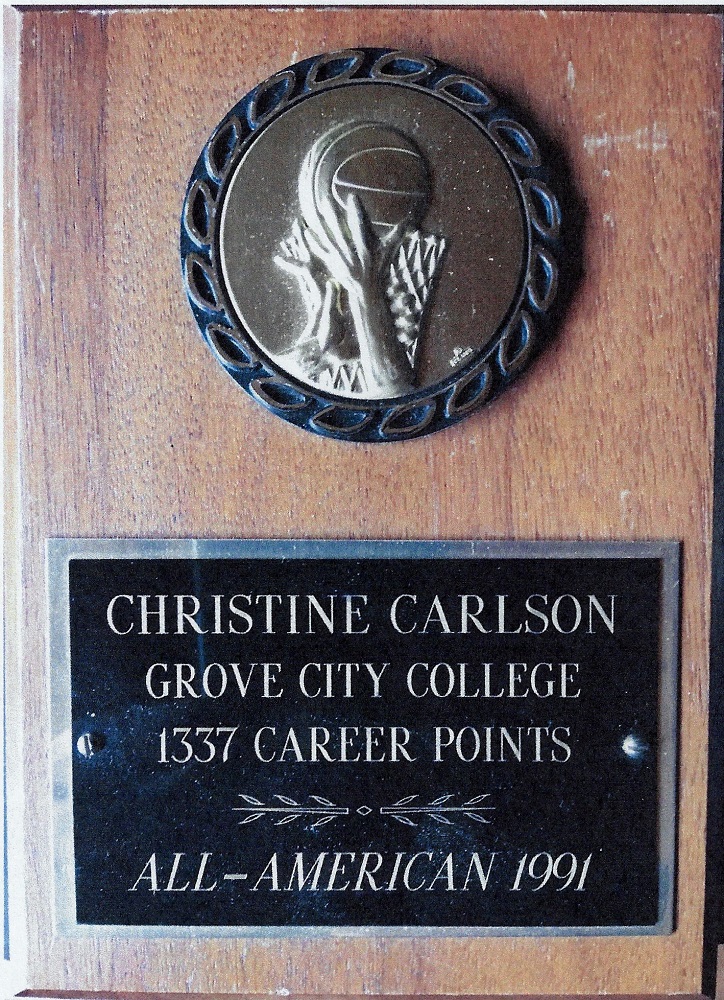 CHRISTINE CARLSON
GROVE CITY COLLEGE
1337 CAREER POINTS
ALL-AMERICAN 1991